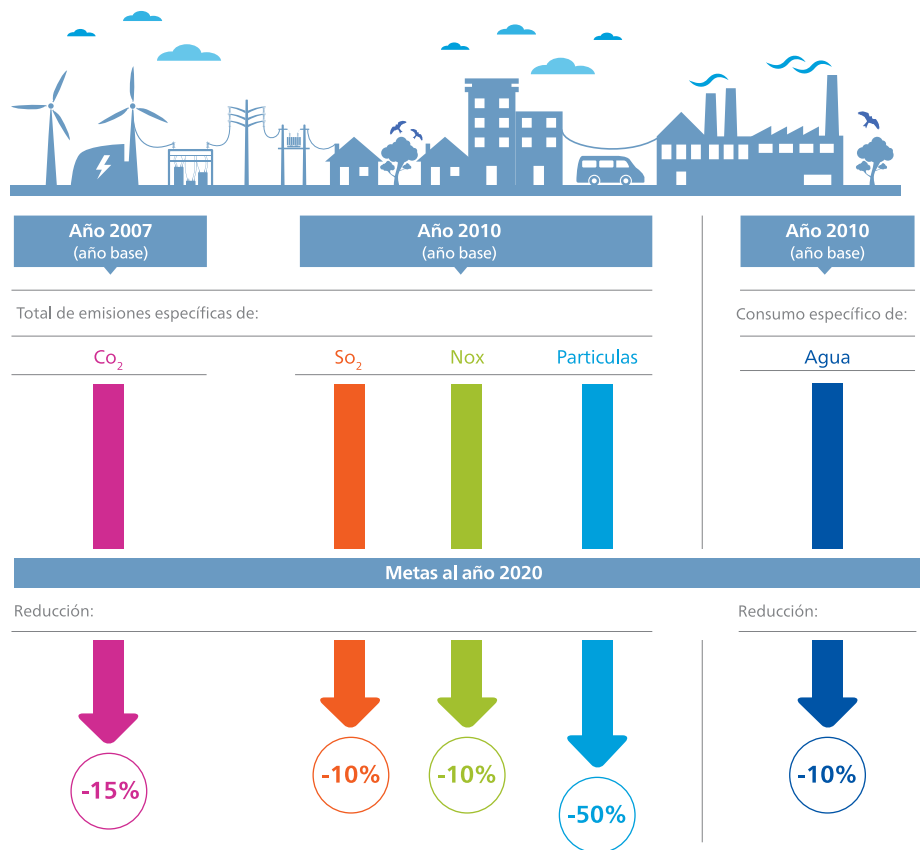 Año 2007
(año base)
Año 2010
(año base)
Año 2010
(año base)
Total de emisiones específicas de:
Consumo específico de:
Co₂
So₂
Nox
Particulas
Agua
Metas al año 2020
Reducción:
Reducción:
-15%
-10%
-10%
-50%
-10%